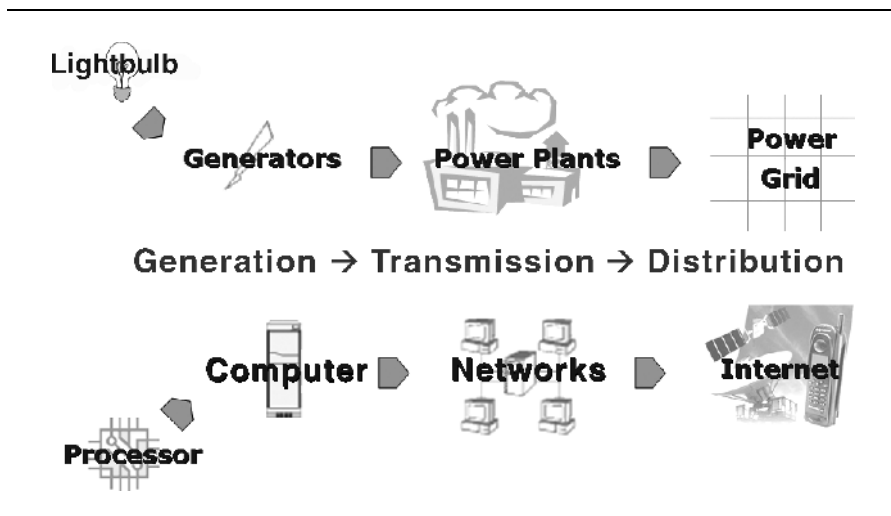 Lightbulb
Generators
Power Plants
Power
Grid
Generation → Transmission → Distribution
Computer
Networks
Internet
Processor